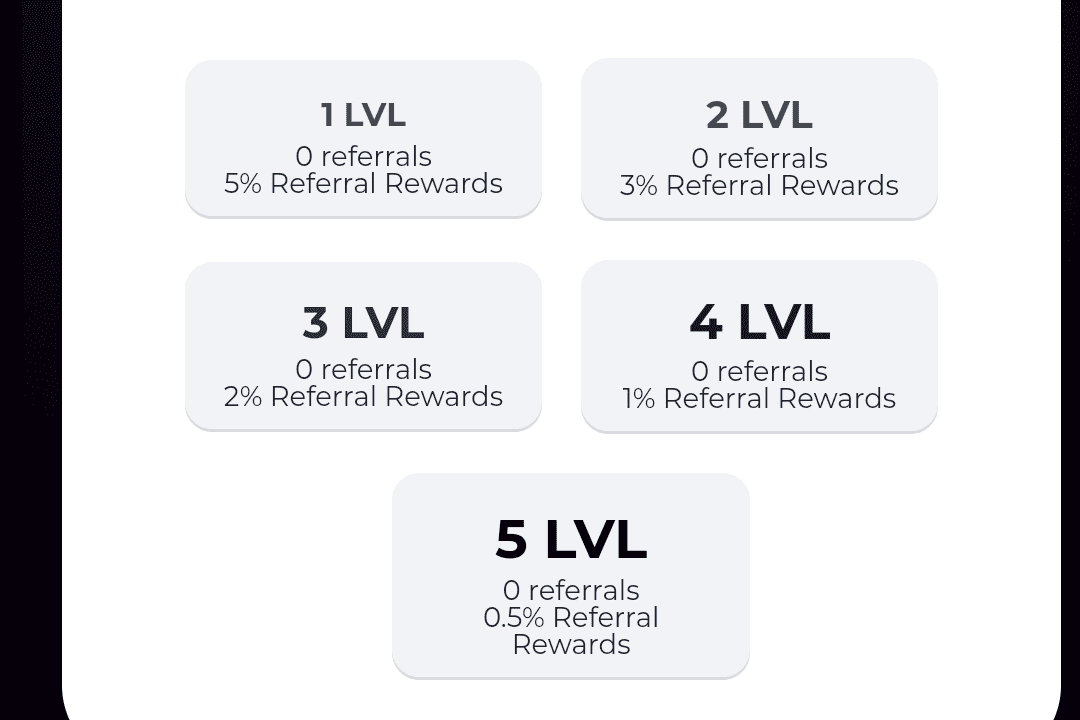 1 LVL
0 referrals
5% Referral Rewards
2 LVL
0 referrals
3% Referral Rewards
3 LVL
0 referrals
2% Referral Rewards
4 LVL
0 referrals
1% Referral Rewards
5 LVL
0 referrals
0.5% Referral
Rewards